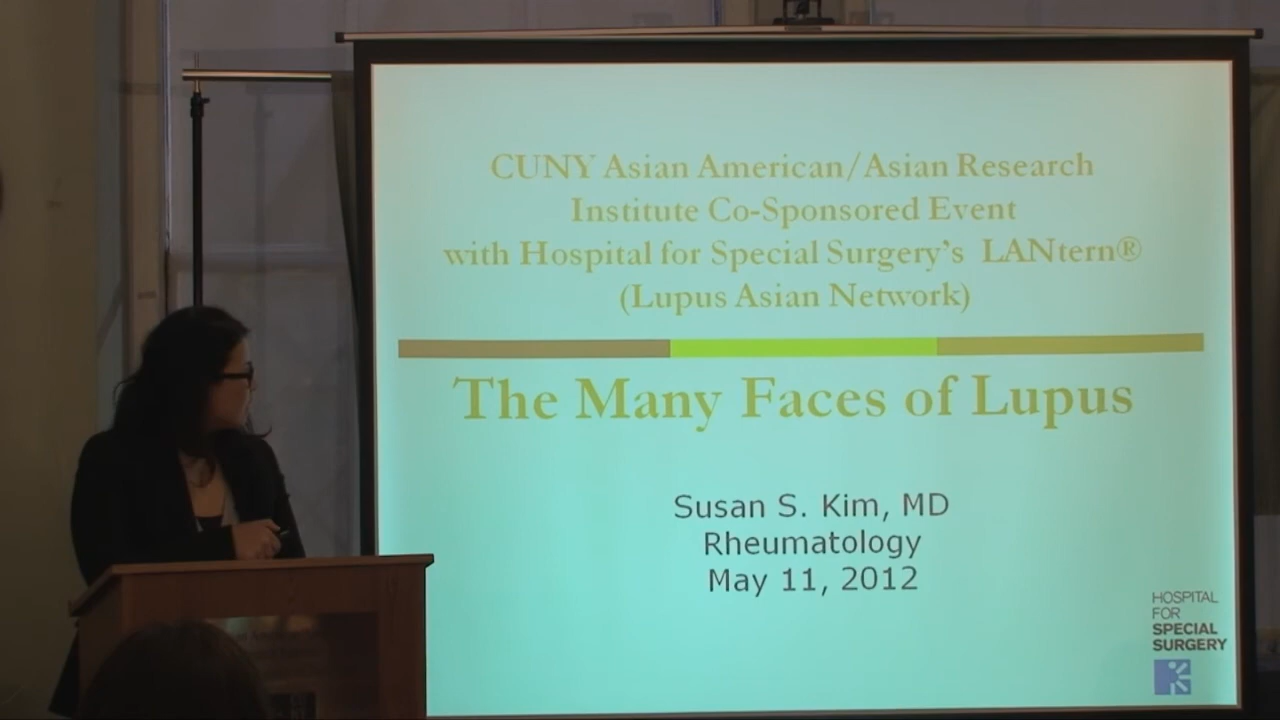 CUNY Asian American/Asian Research
Institute Co-Sponsored Event
with Hospital for Special Surgery's LANtern®
(Lupus Asian Network)
The Many Faces of Lupus
Susan S. Kim, MD
Rheumatology
May 11, 2012
HOSPITAL
FOR
SPECIAL
SURGERY